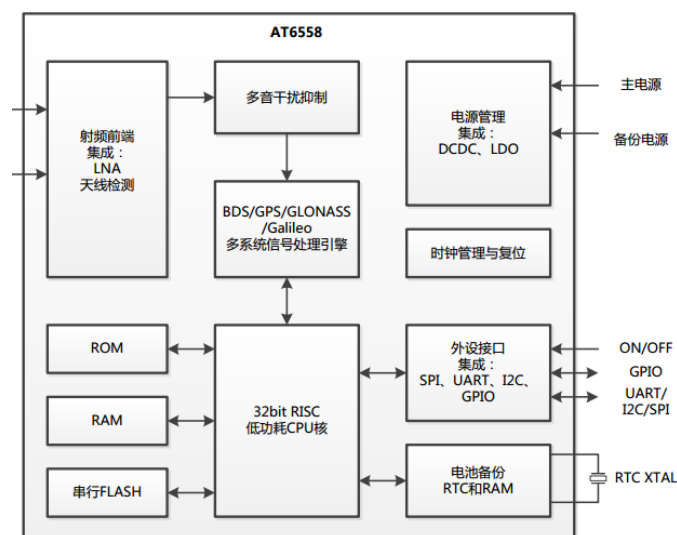 AT6558
射频前端
集成：
LNA
天线检测
多音干扰抑制
电源管理
集成：
DCDC、LDO
主电源
备份电源
BDS/GPS/GLONASS
/Galileo
多系统信号处理引擎
时钟管理与复位
ROM
RAM
串行FLASH
32bit RISC
低功耗CPU核
外设接口
集成：
SPI、UART、I2C、
GPIO
ON/OFF
GPIO
UART/
I2C/SPI
电池备份
RTC和RAM
RTC XTAL